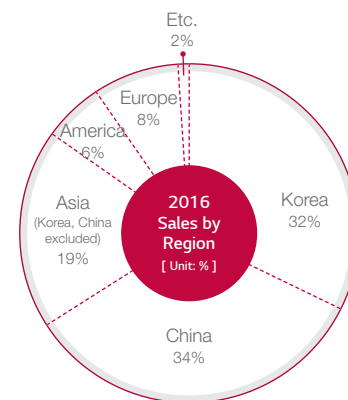 Etc.
2%
Europe
8%
America
6%
Asia
(Korea, China
excluded)
19%
2016
Sales by
Region
[ Unit: % ]
Korea
32%
China
34%